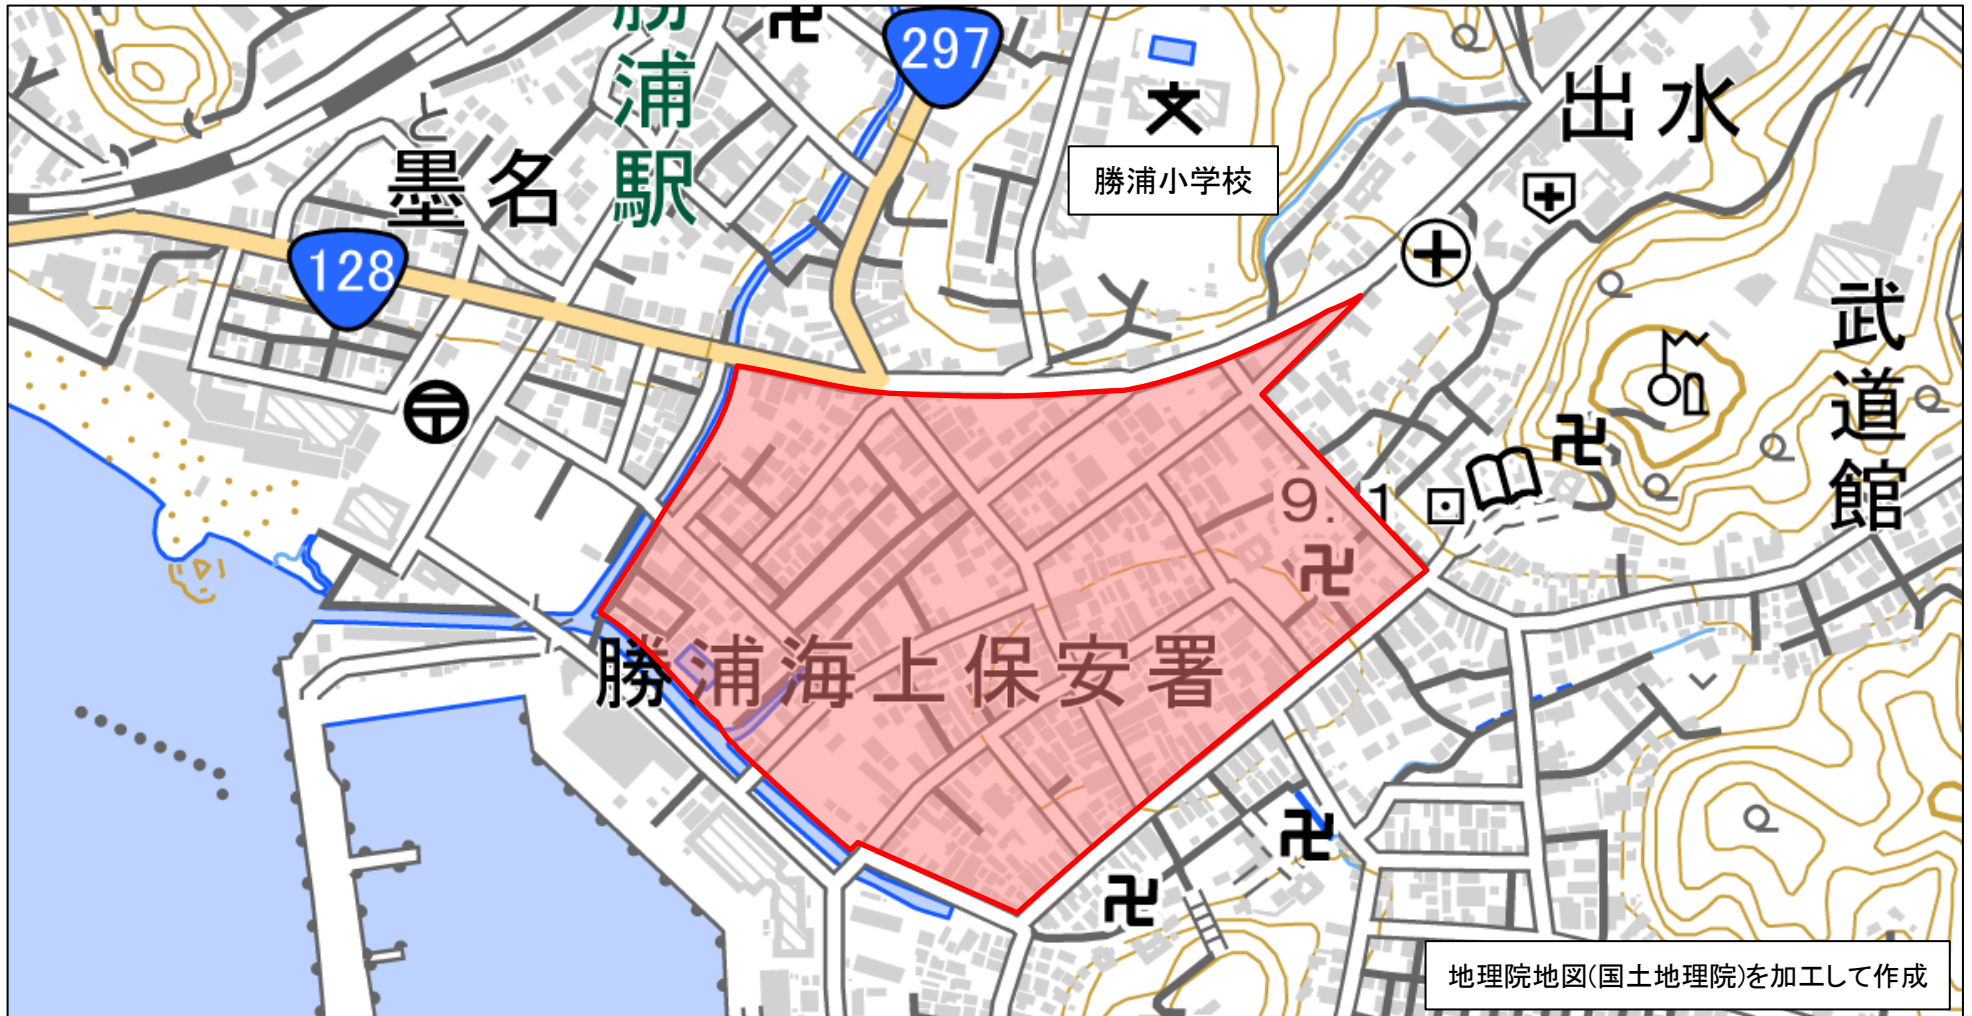 勝浦駅
297
出水
墨名
勝浦小学校
128
武道館
9.1
勝浦海上保安署
地理院地図(国土地理院)を加工して作成